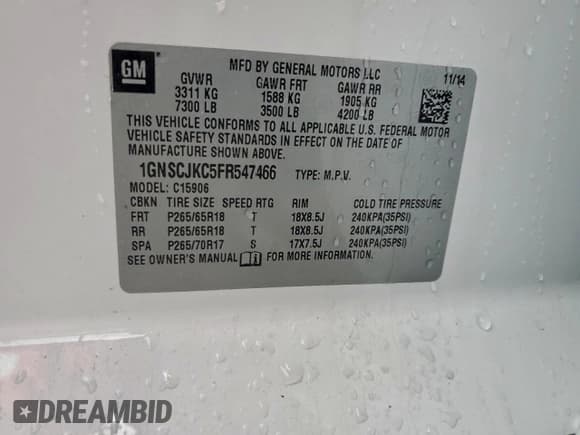 GM
MFD BY GENERAL MOTORS LLC 11/14
GVWR GAWR FRT GAWR RR
3311 KG 1588 KG 1905 KG
7300 LB 3500 LB 4200 LB
THIS VEHICLE CONFORMS TO ALL APPLICABLE U.S. FEDERAL MOTOR
VEHICLE SAFETY STANDARDS IN EFFECT ON THE DATE OF
MANUFACTURE SHOWN ABOVE.
1GNSCJKC5FR547466 TYPE: M.P.V.
MODEL: C15906
CBKN TIRE SIZE SPEED RTG RIM COLD TIRE PRESSURE
FRT P265/65R18 T 18X8.5J 240KPA(35PSI)
RR P265/65R18 T 18X8.5J 240KPA(35PSI)
SPA P265/70R17 S 17X7.5J 240KPA(35PSI)
SEE OWNER'S MANUAL FOR MORE INFORMATION.
DREAMBID